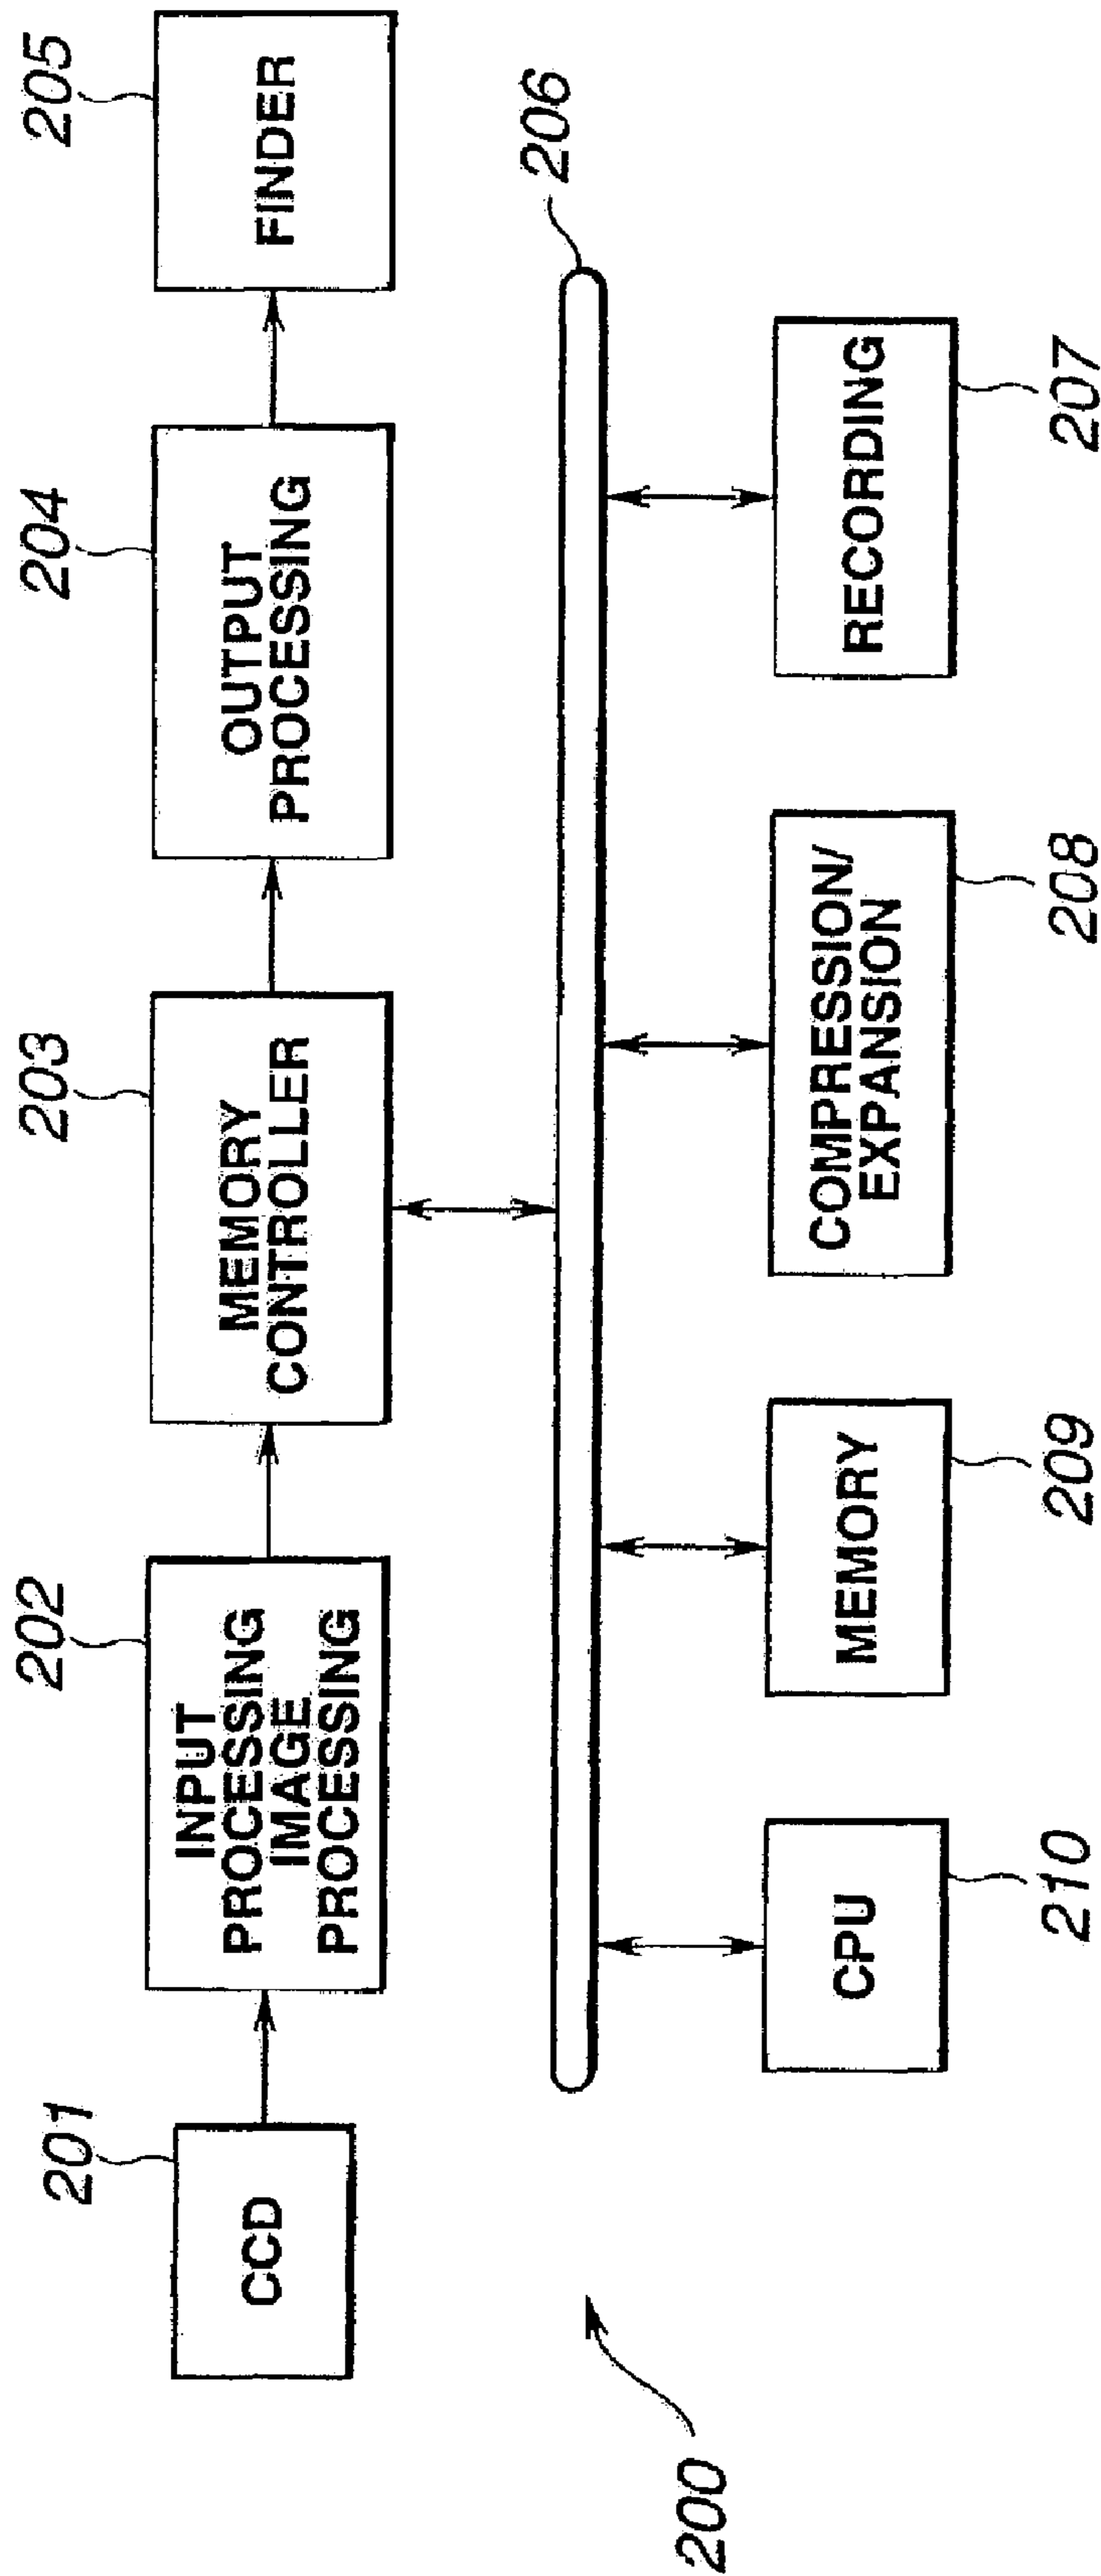 201
CCD
202
INPUT
PROCESSING
IMAGE
PROCESSING
203
MEMORY
CONTROLLER
204
OUTPUT
PROCESSING
205
FINDER
206
200
210
CPU
209
MEMORY
208
COMPRESSION/
EXPANSION
207
RECORDING